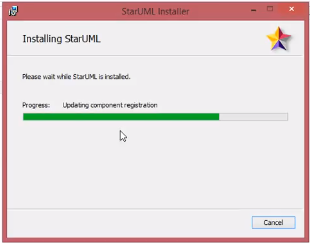 StarUML Installer
Installing StarUML
Please wait while StarUML is installed.
Progress: Updating component registration
Cancel